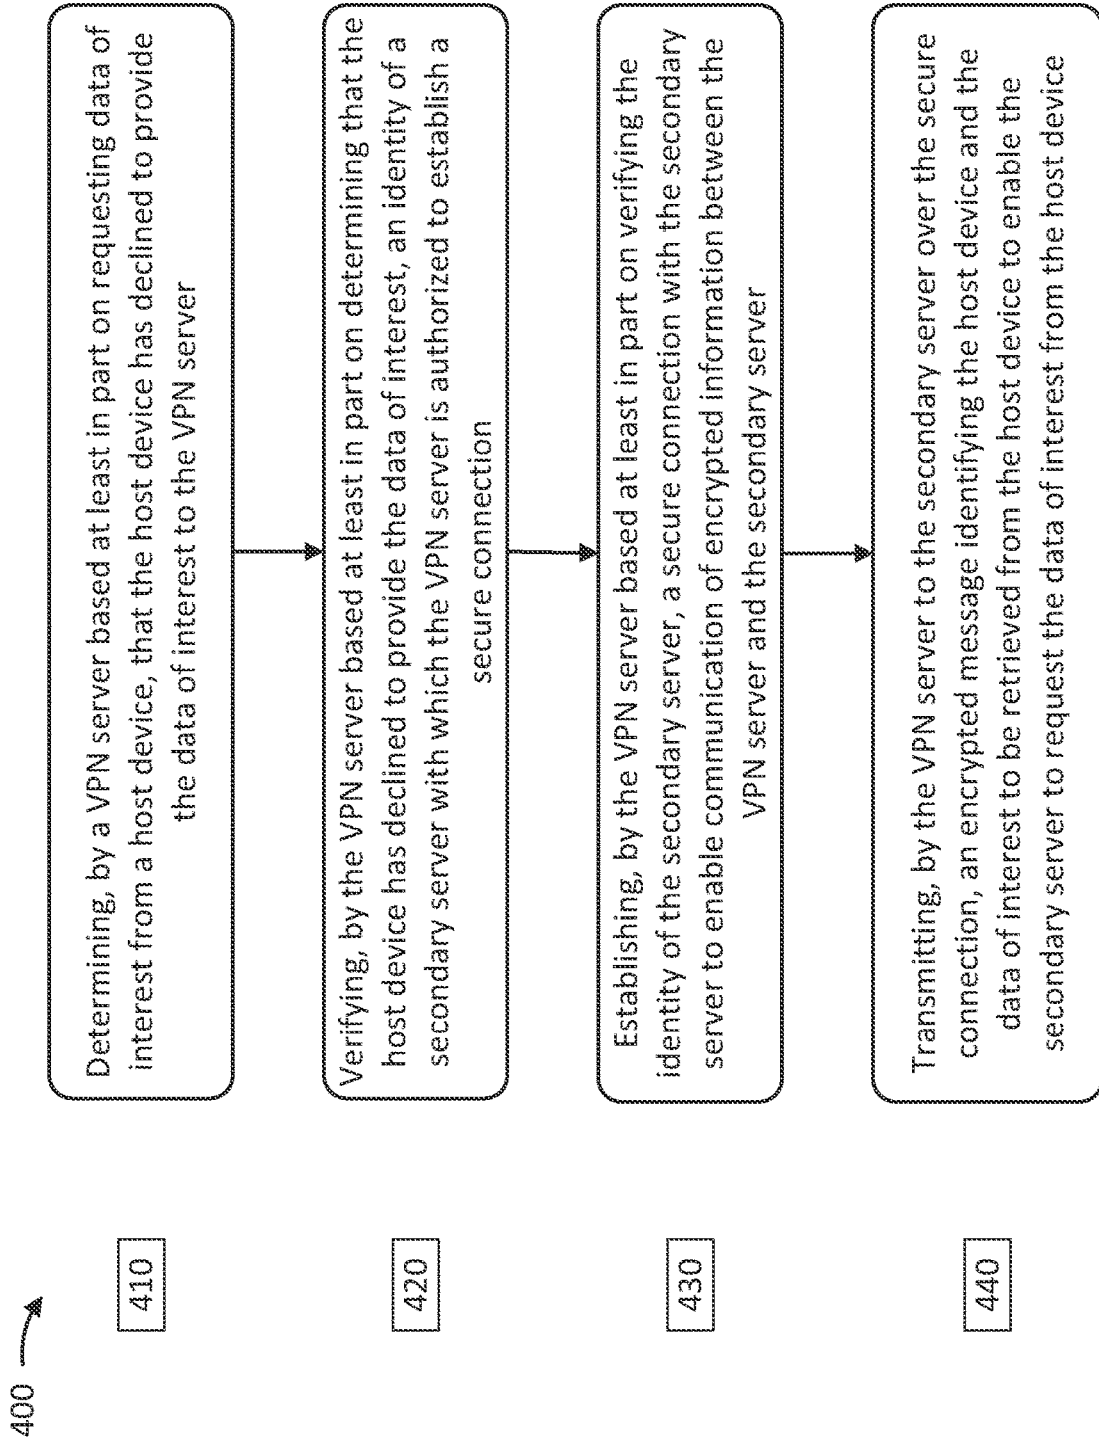 400
410
Determining, by a VPN server based at least in part on requesting data of
interest from a host device, that the host device has declined to provide
the data of interest to the VPN server
420
Verifying, by the VPN server based at least in part on determining that the
host device has declined to provide the data of interest, an identity of a
secondary server with which the VPN server is authorized to establish a
secure connection
430
Establishing, by the VPN server based at least in part on verifying the
identity of the secondary server, a secure connection with the secondary
server to enable communication of encrypted information between the
VPN server and the secondary server
440
Transmitting, by the VPN server to the secondary server over the secure
connection, an encrypted message identifying the host device and the
data of interest to be retrieved from the host device to enable the
secondary server to request the data of interest from the host device